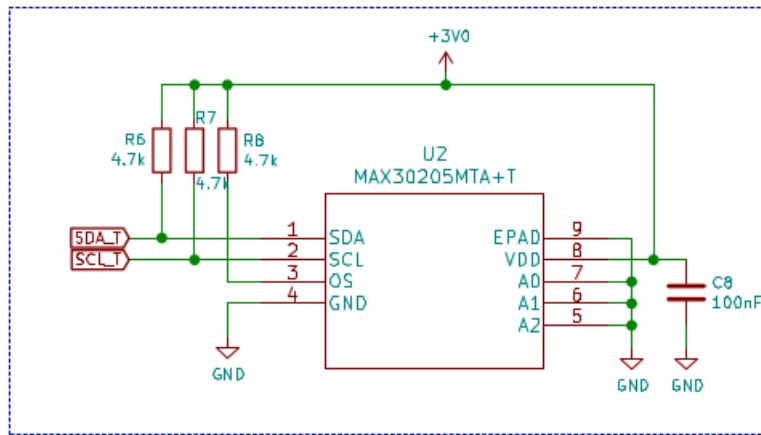 +3V0
R6
4.7k
R7
4.7k
R8
4.7k
U2
MAX30205MTA+T
SDA_T
SCL_T
1 SDA
2 SCL
3 OS
4 GND
EPAD 9
VDD 8
A0 7
A1 6
A2 5
C8
100nF
GND
GND
GND